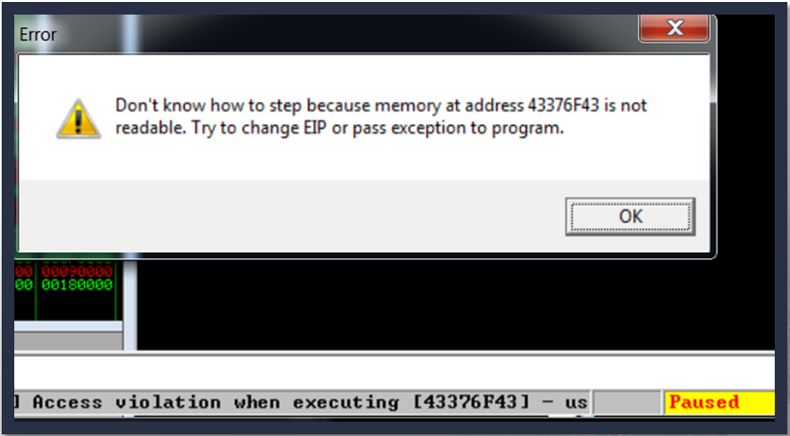 Error
X
Don't know how to step because memory at address 43376F43 is not
readable. Try to change EIP or pass exception to program.
OK
00 00090000
00 00180000
] Access violation when executing [43376F43] - us
Paused